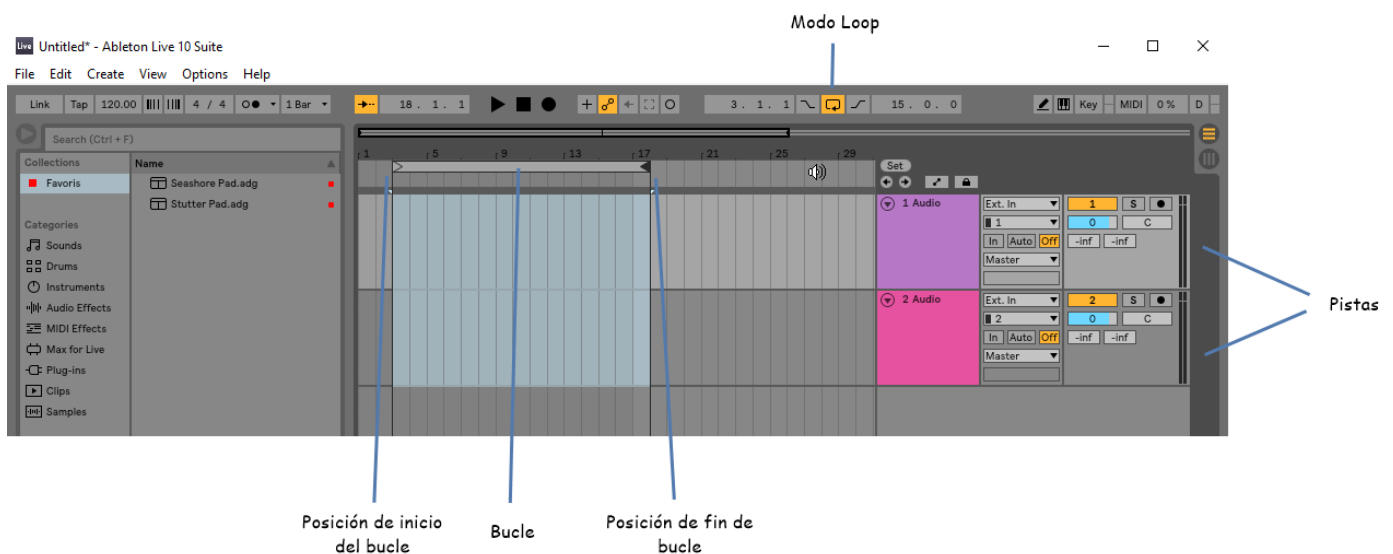 Modo Loop
Live Untitled* - Ableton Live 10 Suite
File Edit Create View Options Help
Link Tap 120.00 4 / 4 1 Bar 18. 1. 1 3. 1. 1 15. 0. 0 Key MIDI 0 % D
Search (Ctrl + F)
1 5 9 13 17 21 25 29
Collections Name
Set
Favoris Seashore Pad.adg
Stutter Pad.adg
Categories
Sounds
Drums
Instruments
Audio Effects
MIDI Effects
Max for Live
Plug-ins
Clips
Samples
1 Audio Ext. In 1 S
1 0 C
In Auto Off -inf -inf
Master
2 Audio Ext. In 2 S
2 0 C
In Auto Off -inf -inf
Master
Pistas
Posición de inicio
del bucle
Bucle
Posición de fin de
bucle